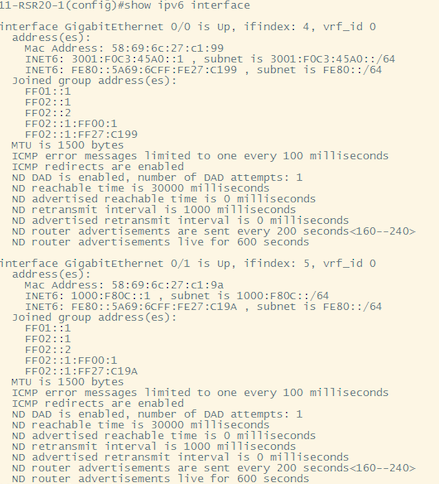 11-RSR20-1(config)#show ipv6 interface
interface GigabitEthernet 0/0 is Up, ifindex: 4, vrf_id 0
address(es):
Mac Address: 58:69:6c:27:c1:99
INET6: 3001:F0C3:45A0::1 , subnet is 3001:F0C3:45A0::/64
INET6: FE80::5A69:6CFF:FE27:C199 , subnet is FE80::/64
Joined group address(es):
FF01::1
FF02::1
FF02::2
FF02::1:FF00:1
FF02::1:FF27:C199
MTU is 1500 bytes
ICMP error messages limited to one every 100 milliseconds
ICMP redirects are enabled
ND DAD is enabled, number of DAD attempts: 1
ND reachable time is 30000 milliseconds
ND advertised reachable time is 0 milliseconds
ND retransmit interval is 1000 milliseconds
ND advertised retransmit interval is 0 milliseconds
ND router advertisements are sent every 200 seconds<160--240>
ND router advertisements live for 600 seconds
interface GigabitEthernet 0/1 is Up, ifindex: 5, vrf_id 0
address(es):
Mac Address: 58:69:6c:27:c1:9a
INET6: 1000:F80C::1 , subnet is 1000:F80C::/64
INET6: FE80::5A69:6CFF:FE27:C19A , subnet is FE80::/64
Joined group address(es):
FF01::1
FF02::1
FF02::2
FF02::1:FF00:1
FF02::1:FF27:C19A
MTU is 1500 bytes
ICMP error messages limited to one every 100 milliseconds
ICMP redirects are enabled
ND DAD is enabled, number of DAD attempts: 1
ND reachable time is 30000 milliseconds
ND advertised reachable time is 0 milliseconds
ND retransmit interval is 1000 milliseconds
ND advertised retransmit interval is 0 milliseconds
ND router advertisements are sent every 200 seconds<160--240>
ND router advertisements live for 600 seconds